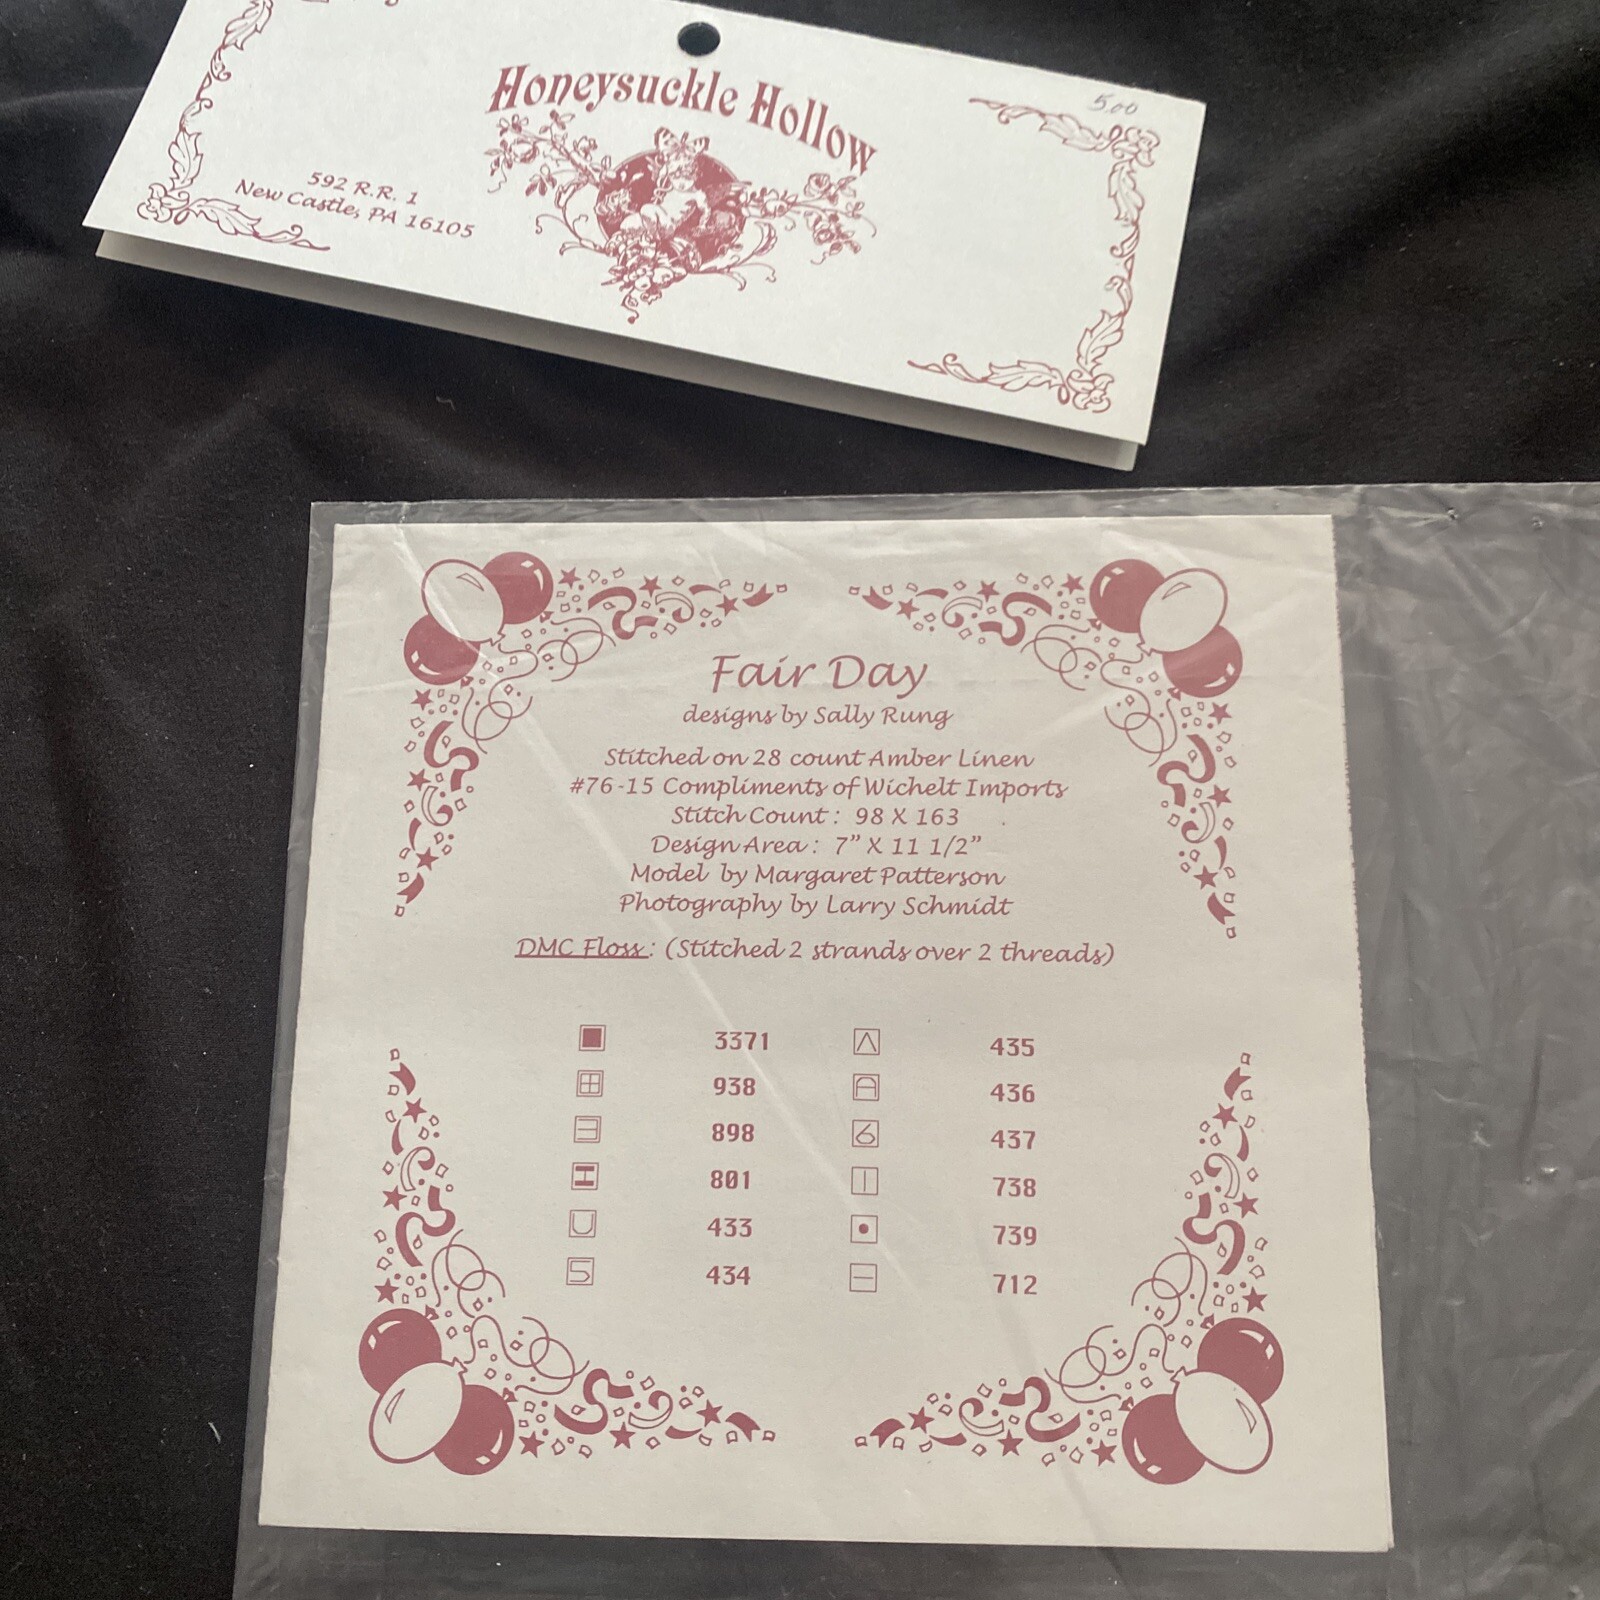 Honeysuckle Hollow
5.00
592 R.R. 1
New Castle, PA 16105
Fair Day
designs by Sally Rung
Stitched on 28 count Amber Linen
#76-15 Compliments of Wichelt Imports
Stitch Count : 98 X 163
Design Area : 7" X 11 1/2"
Model by Margaret Patterson
Photography by Larry Schmidt
DMC Floss : (Stitched 2 strands over 2 threads)
3371 435
938 436
898 437
801 738
433 739
434 712